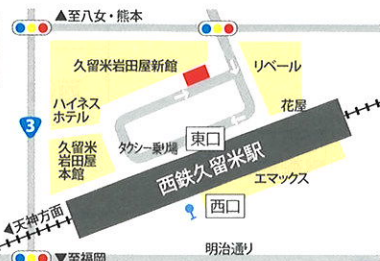 ▲至八女・熊本
久留米岩田屋新館
リベール
ハイネス
ホテル
花屋
3
久留米
岩田屋
本館
タクシー乗り場
東口
西鉄久留米駅
エマックス
◀天神方面
西口
▼至福岡
明治通り